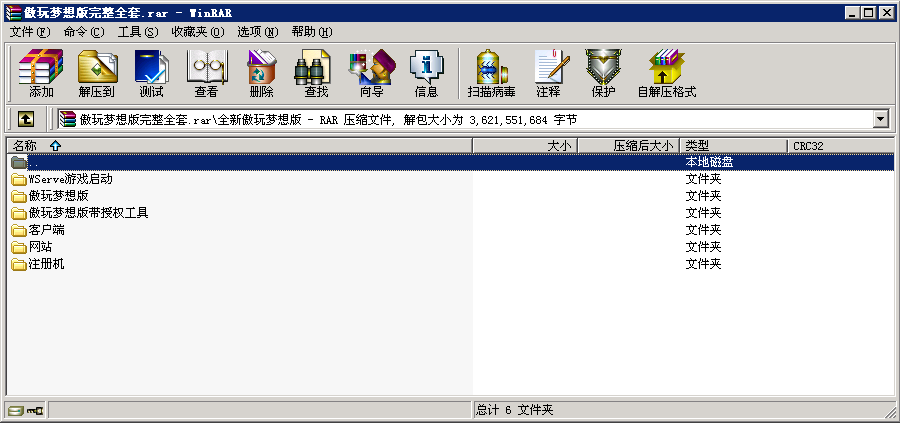 傲玩梦想版完整全套.rar - WinRAR
文件(F) 命令(C) 工具(S) 收藏夹(O) 选项(N) 帮助(H)
添加 解压到 测试 查看 删除 查找 向导 信息 扫描病毒 注释 保护 自解压格式
傲玩梦想版完整全套.rar\全新傲玩梦想版 - RAR 压缩文件, 解包大小为 3,621,551,684 字节
名称 大小 压缩后大小 类型 CRC32
.. 本地磁盘
WServe游戏启动 文件夹
傲玩梦想版 文件夹
傲玩梦想版带授权工具 文件夹
客户端 文件夹
网站 文件夹
注册机 文件夹
总计 6 文件夹